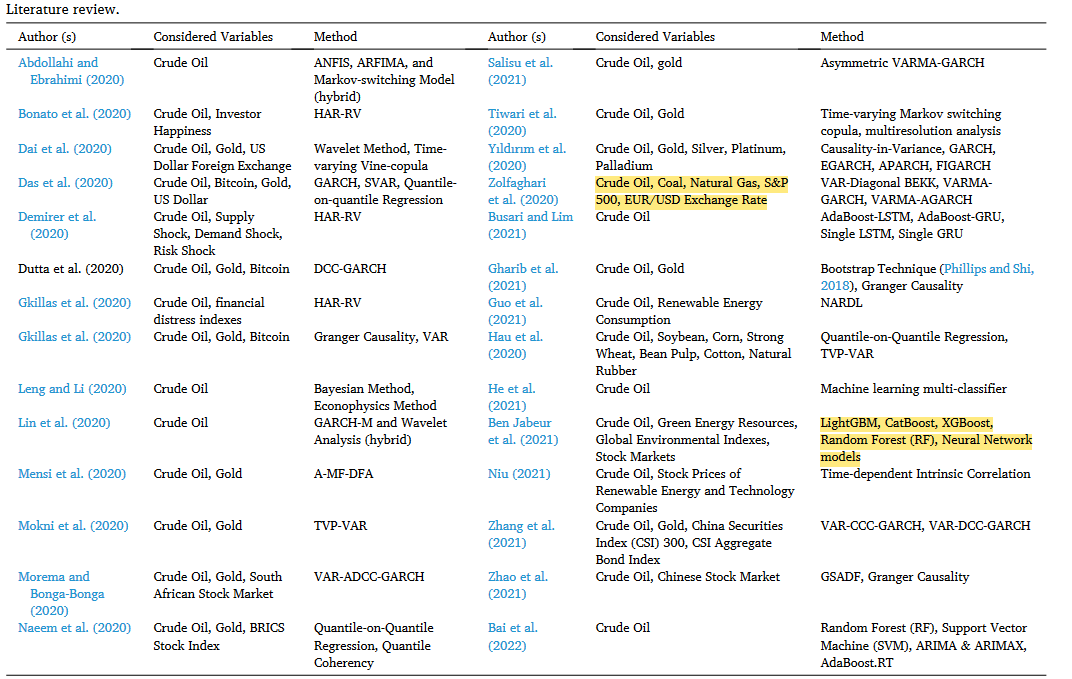 Literature review.
Author (s) Considered Variables Method Author (s) Considered Variables Method
Abdollahi and Crude Oil ANFIS, ARFIMA, and Salisu et al. Crude Oil, gold Asymmetric VARMA-GARCH
Ebrahimi (2020) Markov-switching Model (2021)
(hybrid)
Bonato et al. (2020) Crude Oil, Investor HAR-RV Tiwari et al. Crude Oil, Gold Time-varying Markov switching
Happiness (2020) copula, multiresolution analysis
Dai et al. (2020) Crude Oil, Gold, US Wavelet Method, Time- Yıldırım et al. Crude Oil, Gold, Silver, Platinum, Causality-in-Variance, GARCH,
Dollar Foreign Exchange varying Vine-copula (2020) Palladium EGARCH, APARCH, FIGARCH
Das et al. (2020) Crude Oil, Bitcoin, Gold, GARCH, SVAR, Quantile- Zolfaghari Crude Oil, Coal, Natural Gas, S&P VAR-Diagonal BEKK, VARMA-
US Dollar on-quantile Regression et al. (2020) 500, EUR/USD Exchange Rate GARCH, VARMA-AGARCH
Demirer et al. Crude Oil, Supply HAR-RV Busari and Lim Crude Oil AdaBoost-LSTM, AdaBoost-GRU,
(2020) Shock, Demand Shock, (2021) Single LSTM, Single GRU
Risk Shock
Dutta et al. (2020) Crude Oil, Gold, Bitcoin DCC-GARCH Gharib et al. Crude Oil, Gold Bootstrap Technique (Phillips and Shi,
(2021) 2018), Granger Causality
Gkillas et al. (2020) Crude Oil, financial HAR-RV Guo et al. Crude Oil, Renewable Energy NARDL
distress indexes (2021) Consumption
Gkillas et al. (2020) Crude Oil, Gold, Bitcoin Granger Causality, VAR Hau et al. Crude Oil, Soybean, Corn, Strong Quantile-on-Quantile Regression,
(2020) Wheat, Bean Pulp, Cotton, Natural TVP-VAR
Rubber
Leng and Li (2020) Crude Oil Bayesian Method, He et al. Crude Oil Machine learning multi-classifier
Econophysics Method (2021)
Lin et al. (2020) Crude Oil GARCH-M and Wavelet Ben Jabeur Crude Oil, Green Energy Resources, LightGBM, CatBoost, XGBoost,
Analysis (hybrid) et al. (2021) Global Environmental Indexes, Random Forest (RF), Neural Network
Stock Markets models
Mensi et al. (2020) Crude Oil, Gold A-MF-DFA Niu (2021) Crude Oil, Stock Prices of Time-dependent Intrinsic Correlation
Renewable Energy and Technology
Companies
Mokni et al. (2020) Crude Oil, Gold TVP-VAR Zhang et al. Crude Oil, Gold, China Securities VAR-CCC-GARCH, VAR-DCC-GARCH
(2021) Index (CSI) 300, CSI Aggregate
Bond Index
Morema and Crude Oil, Gold, South VAR-ADCC-GARCH Zhao et al. Crude Oil, Chinese Stock Market GSADF, Granger Causality
Bonga-Bonga African Stock Market (2021)
(2020)
Naeem et al. (2020) Crude Oil, Gold, BRICS Quantile-on-Quantile Bai et al. Crude Oil Random Forest (RF), Support Vector
Stock Index Regression, Quantile (2022) Machine (SVM), ARIMA & ARIMAX,
Coherency AdaBoost.RT